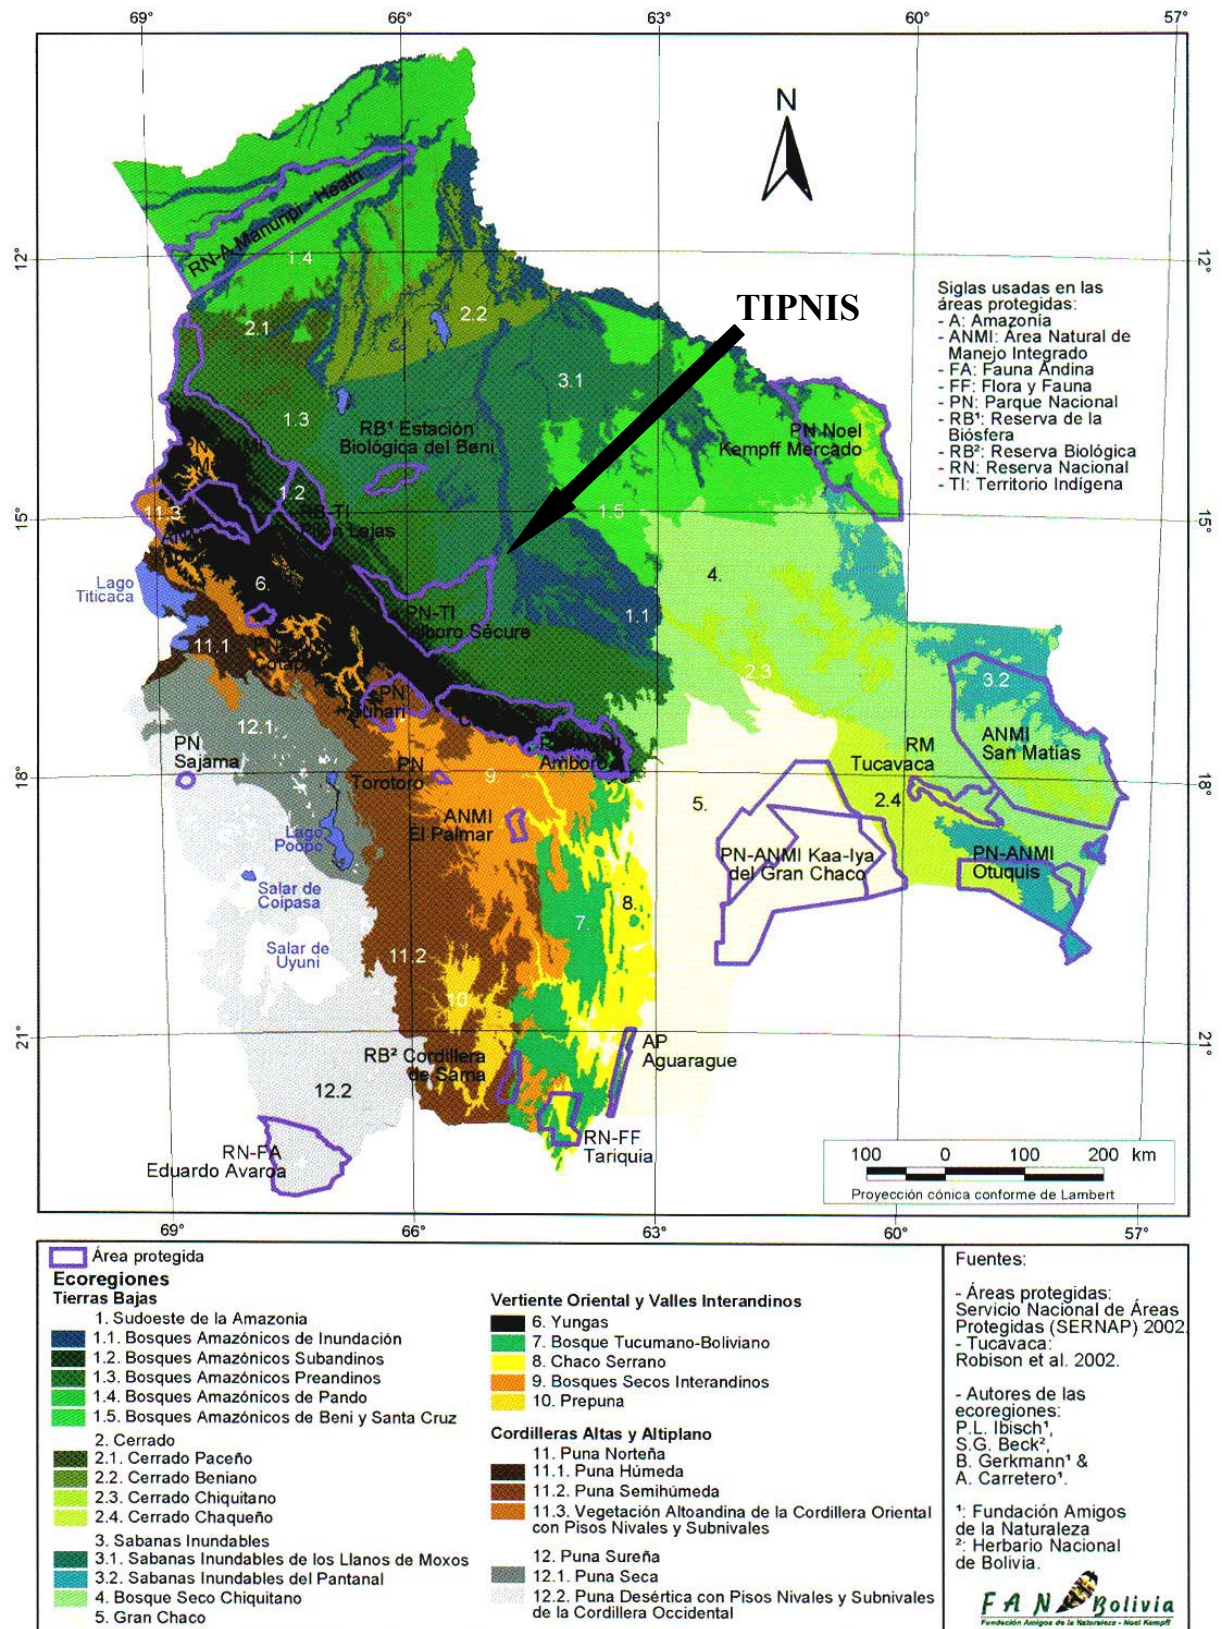 69°
66°
63°
60°
57°
N
12°
12°
RN-A Manuripi - Heath
1.4
TIPNIS
Siglas usadas en las
áreas protegidas:
- A: Amazonia
- ANMI: Área Natural de
Manejo Integrado
- FA: Fauna Andina
- FF: Flora y Fauna
- PN: Parque Nacional
- RB¹: Reserva de la
Biósfera
- RB²: Reserva Biológica
- RN: Reserva Nacional
- TI: Territorio Indígena
2.1
2.2
3.1
1.3
RB¹ Estación
Biológica del Beni
PN Noel
Kempff Mercado
1.2
RB-TI
Lajas
11.3
15°
15°
1.5
Lago
Titicaca
6.
4.
PN-TI
Isiboro Sécure
1.1
11.1
2.3
3.2
PN
12.1
PN
Sajama
PN
Torotoro
9
Amboró
RM
Tucavaca
ANMI
San Matías
18°
18°
ANMI
El Palmar
5.
2.4
Lago
Poopo
PN-ANMI Kaa-Iya
del Gran Chaco
PN-ANMI
Otuquis
Salar de
Coipasa
8.
7.
Salar de
Uyuni
11.2
10
21°
21°
RB² Cordillera
de Sama
AP
Aguarague
12.2
RN-FF
Tariquia
RN-FA
Eduardo Avaroa
100 0 100 200 km
Proyección cónica conforme de Lambert
69°
66°
63°
60°
57°
Área protegida
Ecoregiones
Tierras Bajas
1. Sudoeste de la Amazonia
1.1. Bosques Amazónicos de Inundación
1.2. Bosques Amazónicos Subandinos
1.3. Bosques Amazónicos Preandinos
1.4. Bosques Amazónicos de Pando
1.5. Bosques Amazónicos de Beni y Santa Cruz
2. Cerrado
2.1. Cerrado Paceño
2.2. Cerrado Beniano
2.3. Cerrado Chiquitano
2.4. Cerrado Chaqueño
3. Sabanas Inundables
3.1. Sabanas Inundables de los Llanos de Moxos
3.2. Sabanas Inundables del Pantanal
4. Bosque Seco Chiquitano
5. Gran Chaco
Vertiente Oriental y Valles Interandinos
6. Yungas
7. Bosque Tucumano-Boliviano
8. Chaco Serrano
9. Bosques Secos Interandinos
10. Prepuna
Cordilleras Altas y Altiplano
11. Puna Norteña
11.1. Puna Húmeda
11.2. Puna Semihúmeda
11.3. Vegetación Altoandina de la Cordillera Oriental
con Pisos Nivales y Subnivales
12. Puna Sureña
12.1. Puna Seca
12.2. Puna Desértica con Pisos Nivales y Subnivales
de la Cordillera Occidental
Fuentes:
- Áreas protegidas:
Servicio Nacional de Áreas
Protegidas (SERNAP) 2002.
- Tucavaca:
Robison et al. 2002.
- Autores de las
ecoregiones:
P.L. Ibisch¹,
S.G. Beck²,
B. Gerkmann¹ &
A. Carretero¹.
¹: Fundación Amigos
de la Naturaleza
²: Herbario Nacional
de Bolivia.
FAN Bolivia
Fundación Amigos de la Naturaleza - Noel Kempff